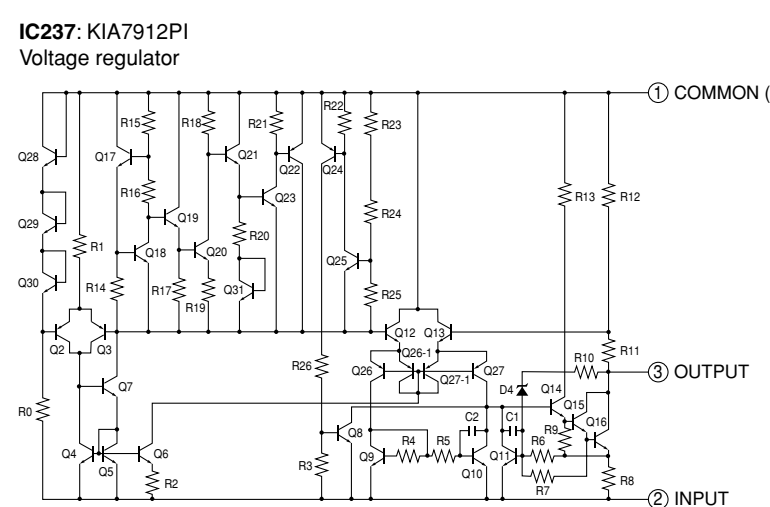 IC237: KIA7912PI
Voltage regulator
1 COMMON (
R22
R15 R18 R21 R23
Q28 Q17 Q21 Q22 Q24
R16 R13 R12
Q23
Q29 Q19 R24
R1 R20
Q18 Q20 Q25
Q30 R14 R17 R19 Q31 R25
Q2 Q3 Q12 Q13
Q26-1 R11
R26 Q26 Q27-1 Q27 R10 3 OUTPUT
Q7 D4 Q14
Q15
R0 C2 C1 Q16
Q8 R9
Q4 Q5 Q6 R4 R5 R6
R3 Q9 Q10 Q11
R2 R7 R8
2 INPUT